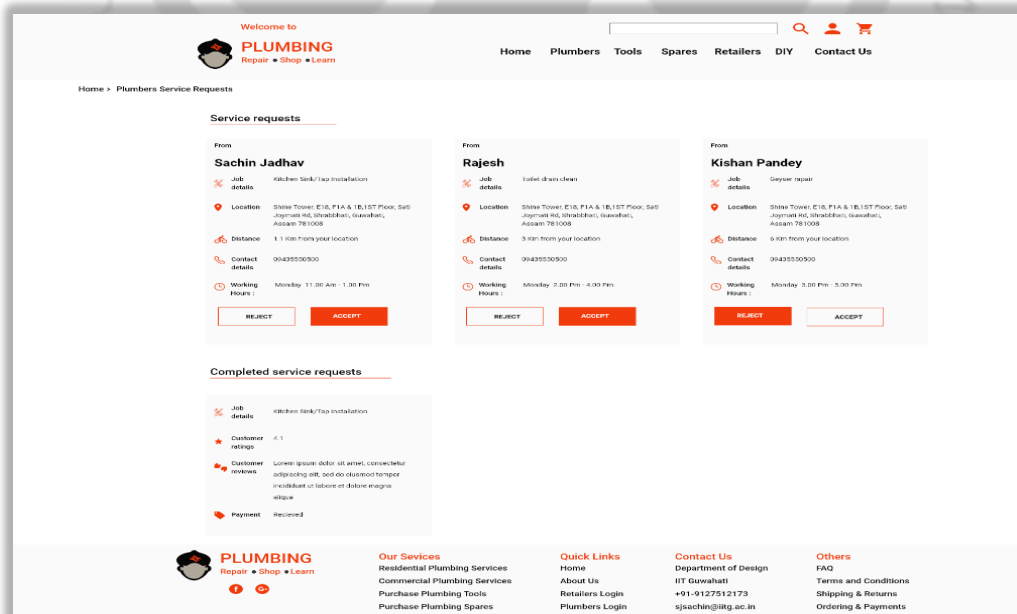 Welcome to
PLUMBING
Repair • Shop • Learn
Home Plumbers Tools Spares Retailers DIY Contact Us
Home > Plumbers Service Requests
Service requests
From
Sachin Jadhav
Job details Kitchen Sink/Tap Installation
Location Shine Tower, E18, F1A & 1B,1ST Floor, Sati
Joymati Rd, Shrabbhati, Guwahati,
Assam 781008
Distance 1.1 Km from your location
Contact details 09435550500
Working Hours : Monday 11.00 Am - 1.00 Pm
REJECT ACCEPT
From
Rajesh
Job details Toilet drain clean
Location Shine Tower, E18, F1A & 1B,1ST Floor, Sati
Joymati Rd, Shrabbhati, Guwahati,
Assam 781008
Distance 3 Km from your location
Contact details 09435550500
Working Hours : Monday 2.00 Pm - 4.00 Pm
REJECT ACCEPT
From
Kishan Pandey
Job details Geyser rapair
Location Shine Tower, E18, F1A & 1B,1ST Floor, Sati
Joymati Rd, Shrabbhati, Guwahati,
Assam 781008
Distance 6 Km from your location
Contact details 09435550500
Working Hours : Monday 3.00 Pm - 5.00 Pm
REJECT ACCEPT
Completed service requests
Job details Kitchen Sink/Tap Installation
Customer ratings 4.1
Customer reviews Lorem ipsum dolor sit amet, consectetur
adipiscing elit, sed do eiusmod tempor
incididunt ut labore et dolore magna
aliqua
Payment Recieved
PLUMBING
Repair • Shop • Learn
Our Sevices
Residential Plumbing Services
Commercial Plumbing Services
Purchase Plumbing Tools
Purchase Plumbing Spares
Quick Links
Home
About Us
Retailers Login
Plumbers Login
Contact Us
Department of Design
IIT Guwahati
+91-9127512173
sjsachin@iitg.ac.in
Others
FAQ
Terms and Conditions
Shipping & Returns
Ordering & Payments